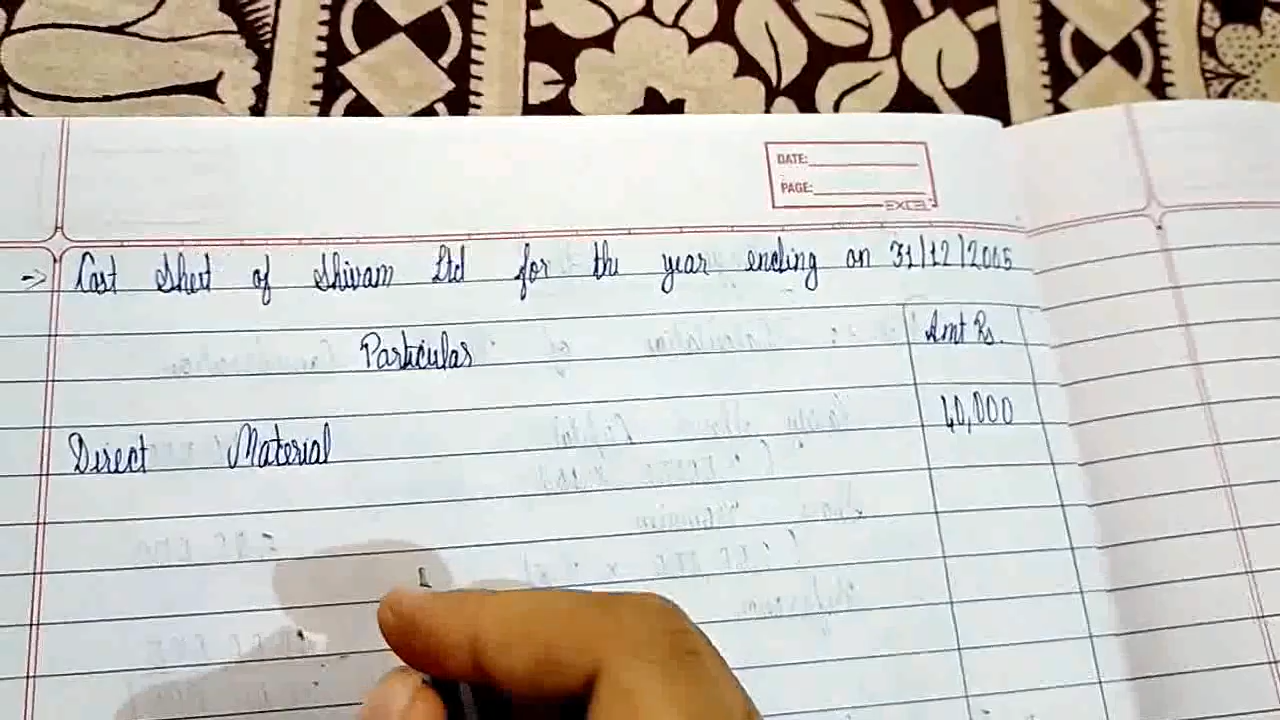 DATE:
PAGE:
EXCEL
-> Cost Sheet of Shivam Ltd for the year ending on 31/12/2005
Particulas Amt Rs.
Direct Material 40,000